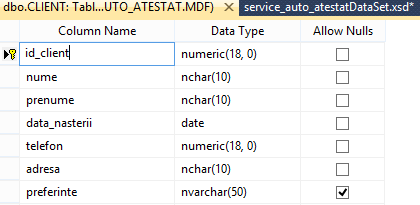 dbo.CLIENT: Tabl...UTO_ATESTAT.MDF) service_auto_atestatDataSet.xsd*
Column Name Data Type Allow Nulls
id_client numeric(18, 0)
nume nchar(10)
prenume nchar(10)
data_nasterii date
telefon numeric(18, 0)
adresa nchar(10)
preferinte nvarchar(50)